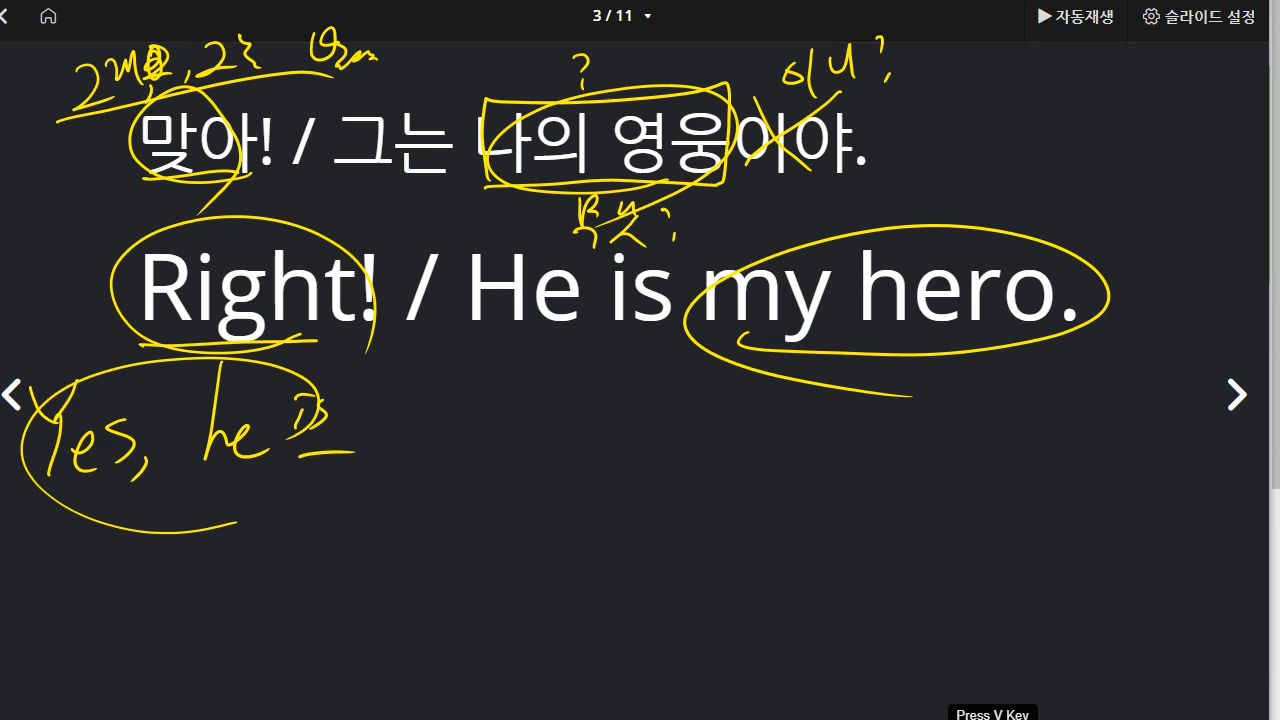 3 / 11
자동재생
슬라이드 설정
?
?
맞아! / 그는 나의 영웅이야.
Right! / He is my hero.
Yes, he is
Press V Key